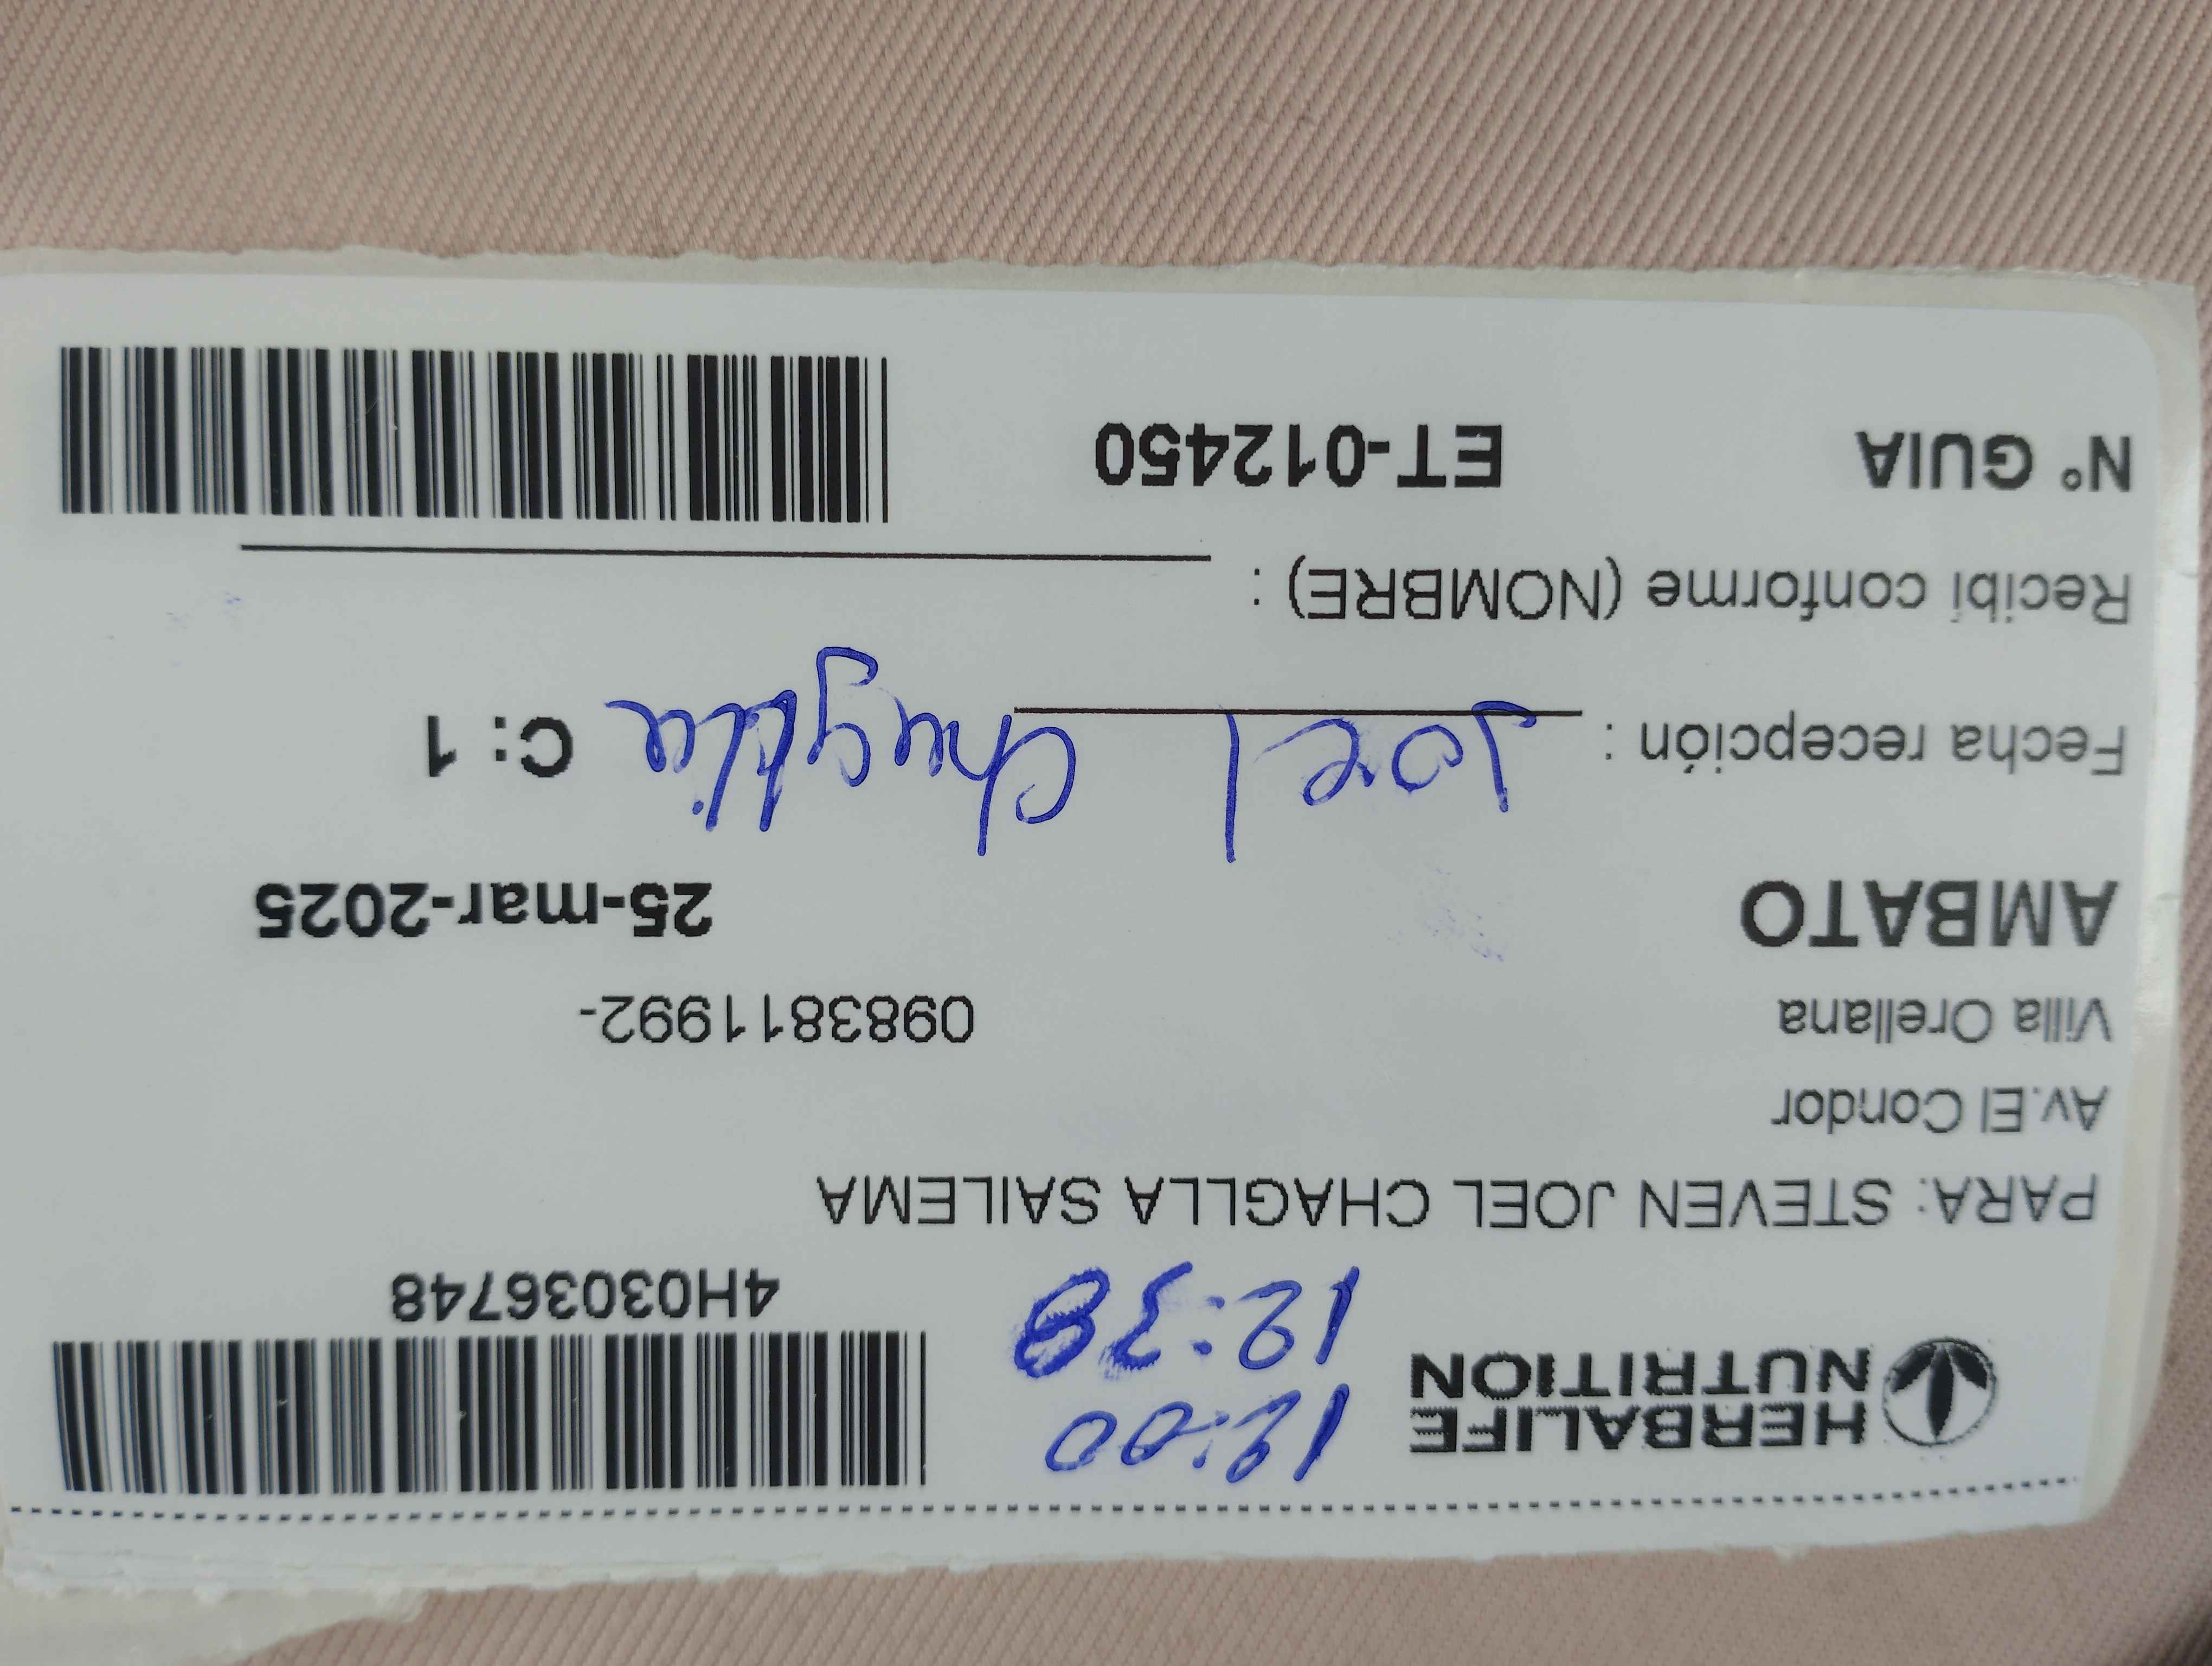 HERBALIFE
NUTRITION
12:00
12:38
4H03036748
PARA: STEVEN JOEL CHAGLLA SAILEMA
Av.El Condor
Villa Orellana
0983811992-
AMBATO
25-mar-2025
Fecha recepción :
Joel Chaglla
C: 1
Recibí conforme (NOMBRE) :
N° GUIA ET-012450